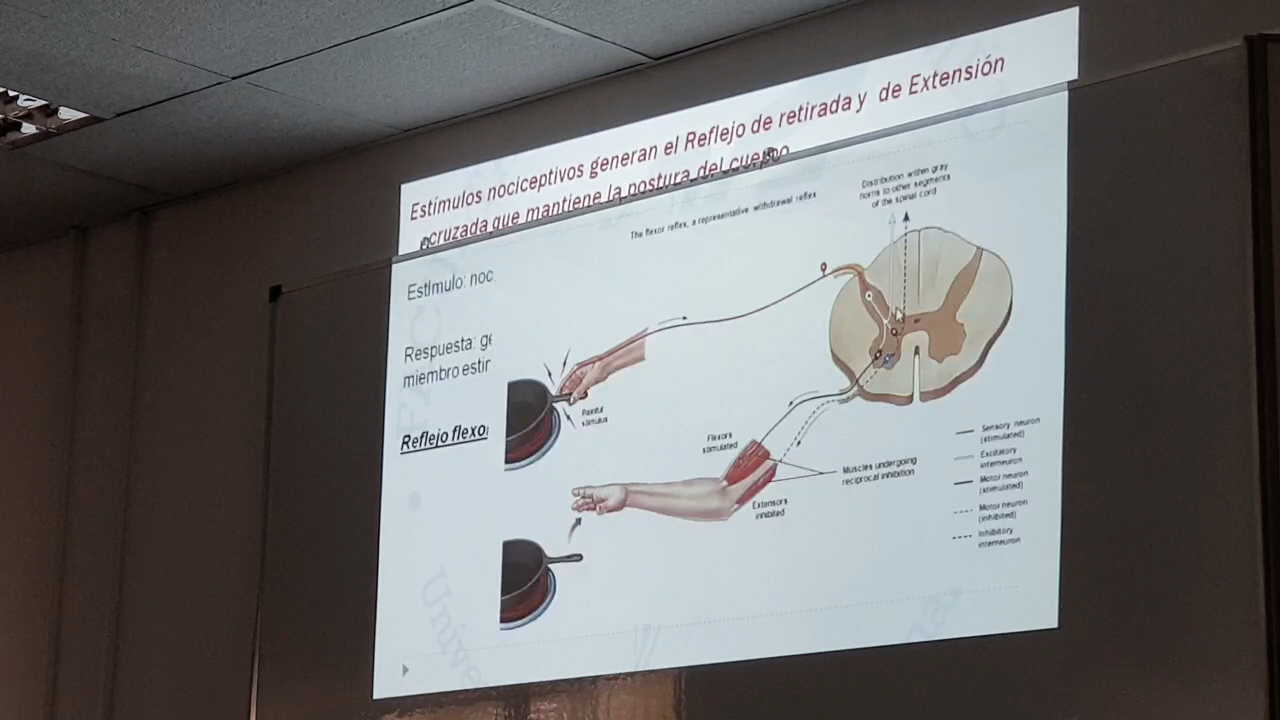 Estímulos nociceptivos generan el Reflejo de retirada y de Extensión
cruzada que mantiene la postura del cuerpo
The flexor reflex, a representative withdrawal reflex
Distribution within gray
horns to other segments
of the spinal cord
Estímulo: noc
Respuesta: ge
miembro estir
Reflejo flexo
Painful
stimulus
Flexors
stimulated
Muscles undergoing
reciprocal inhibition
Extensors
inhibited
Sensory neuron
(stimulated)
Excitatory
interneuron
Motor neuron
(stimulated)
Motor neuron
(inhibited)
Inhibitory
interneuron
Unive